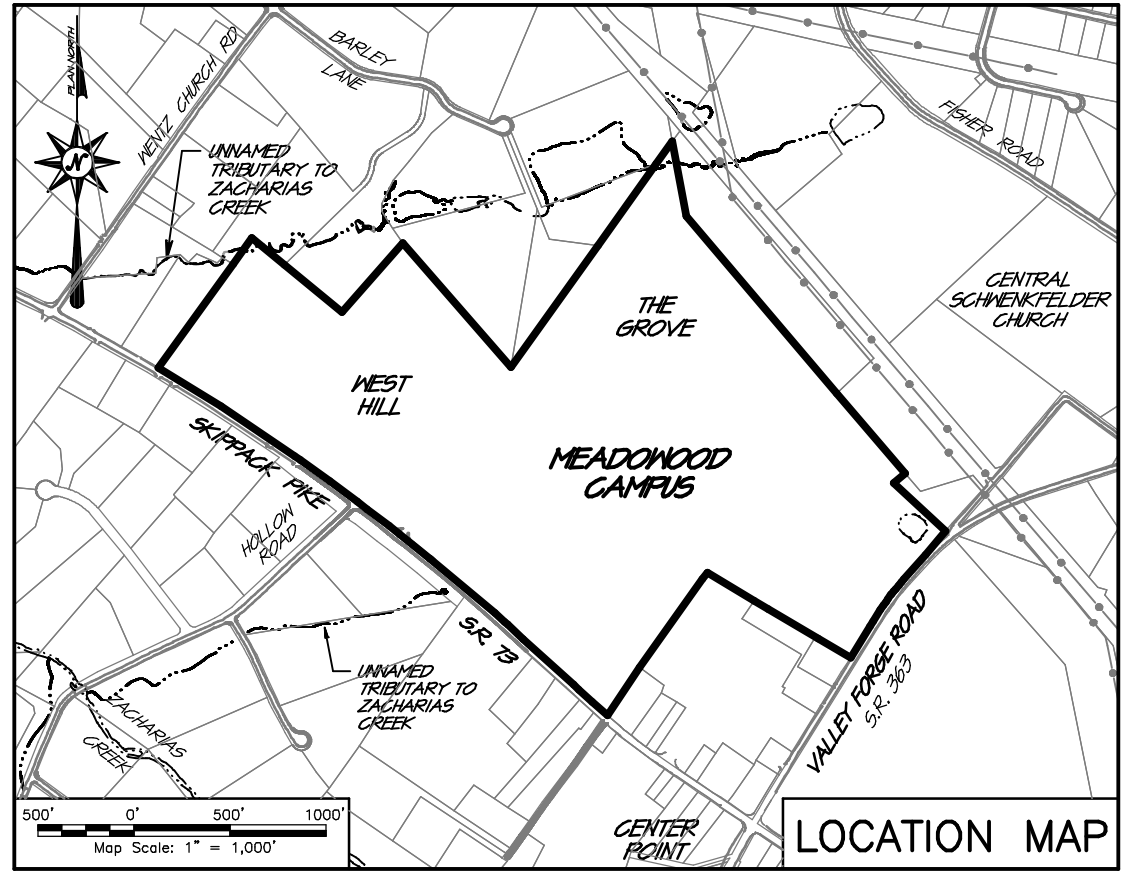 PLAN NORTH
N
WENTZ CHURCH RD
BARLEY
LANE
FISHER ROAD
UNNAMED
TRIBUTARY TO
ZACHARIAS
CREEK
CENTRAL
SCHWENKFELDER
CHURCH
THE
GROVE
WEST
HILL
MEADOWOOD
CAMPUS
SKIPPACK PIKE
HOLLOW
ROAD
S.R. 73
VALLEY FORGE ROAD
S.R. 363
UNNAMED
TRIBUTARY TO
ZACHARIAS
CREEK
ZACHARIAS
CREEK
CENTER
POINT
500' 0' 500' 1000'
Map Scale: 1" = 1,000'
LOCATION MAP